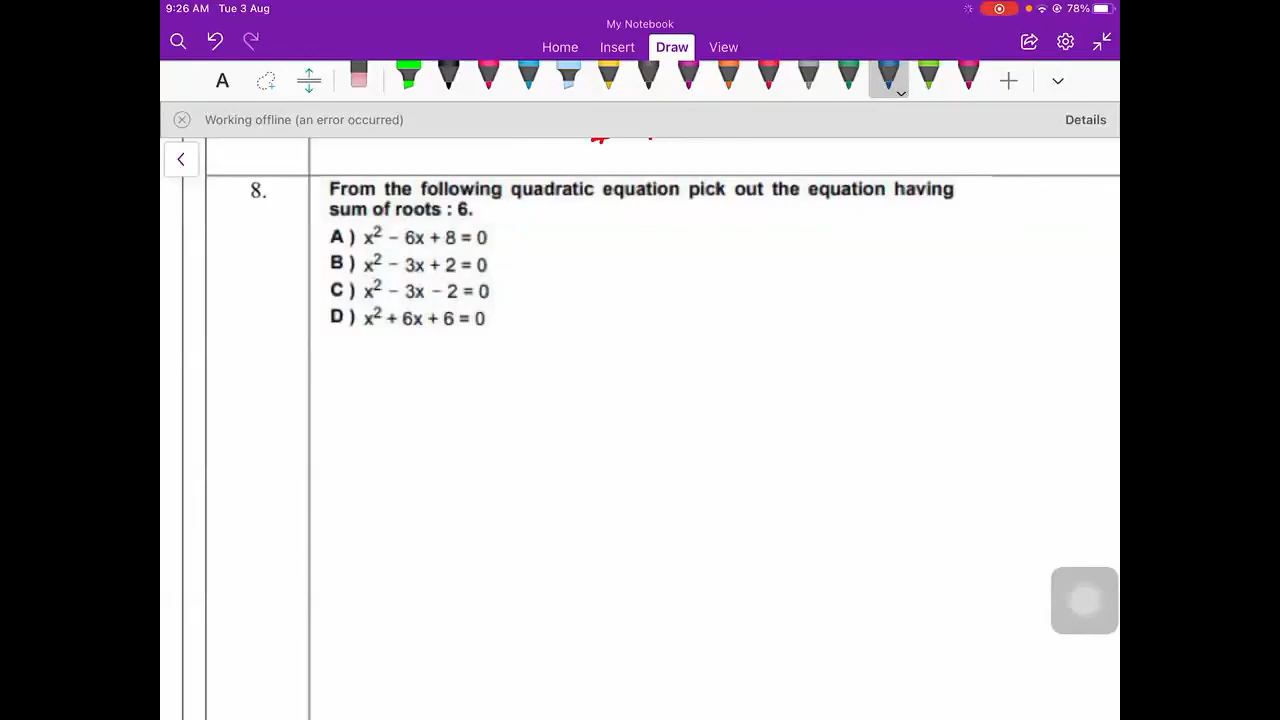 9:26 AM Tue 3 Aug
78%
My Notebook
Home Insert Draw View
A
Working offline (an error occurred)
Details
8.
From the following quadratic equation pick out the equation having
sum of roots : 6.
A ) x² − 6x + 8 = 0
B ) x² − 3x + 2 = 0
C ) x² − 3x − 2 = 0
D ) x² + 6x + 6 = 0